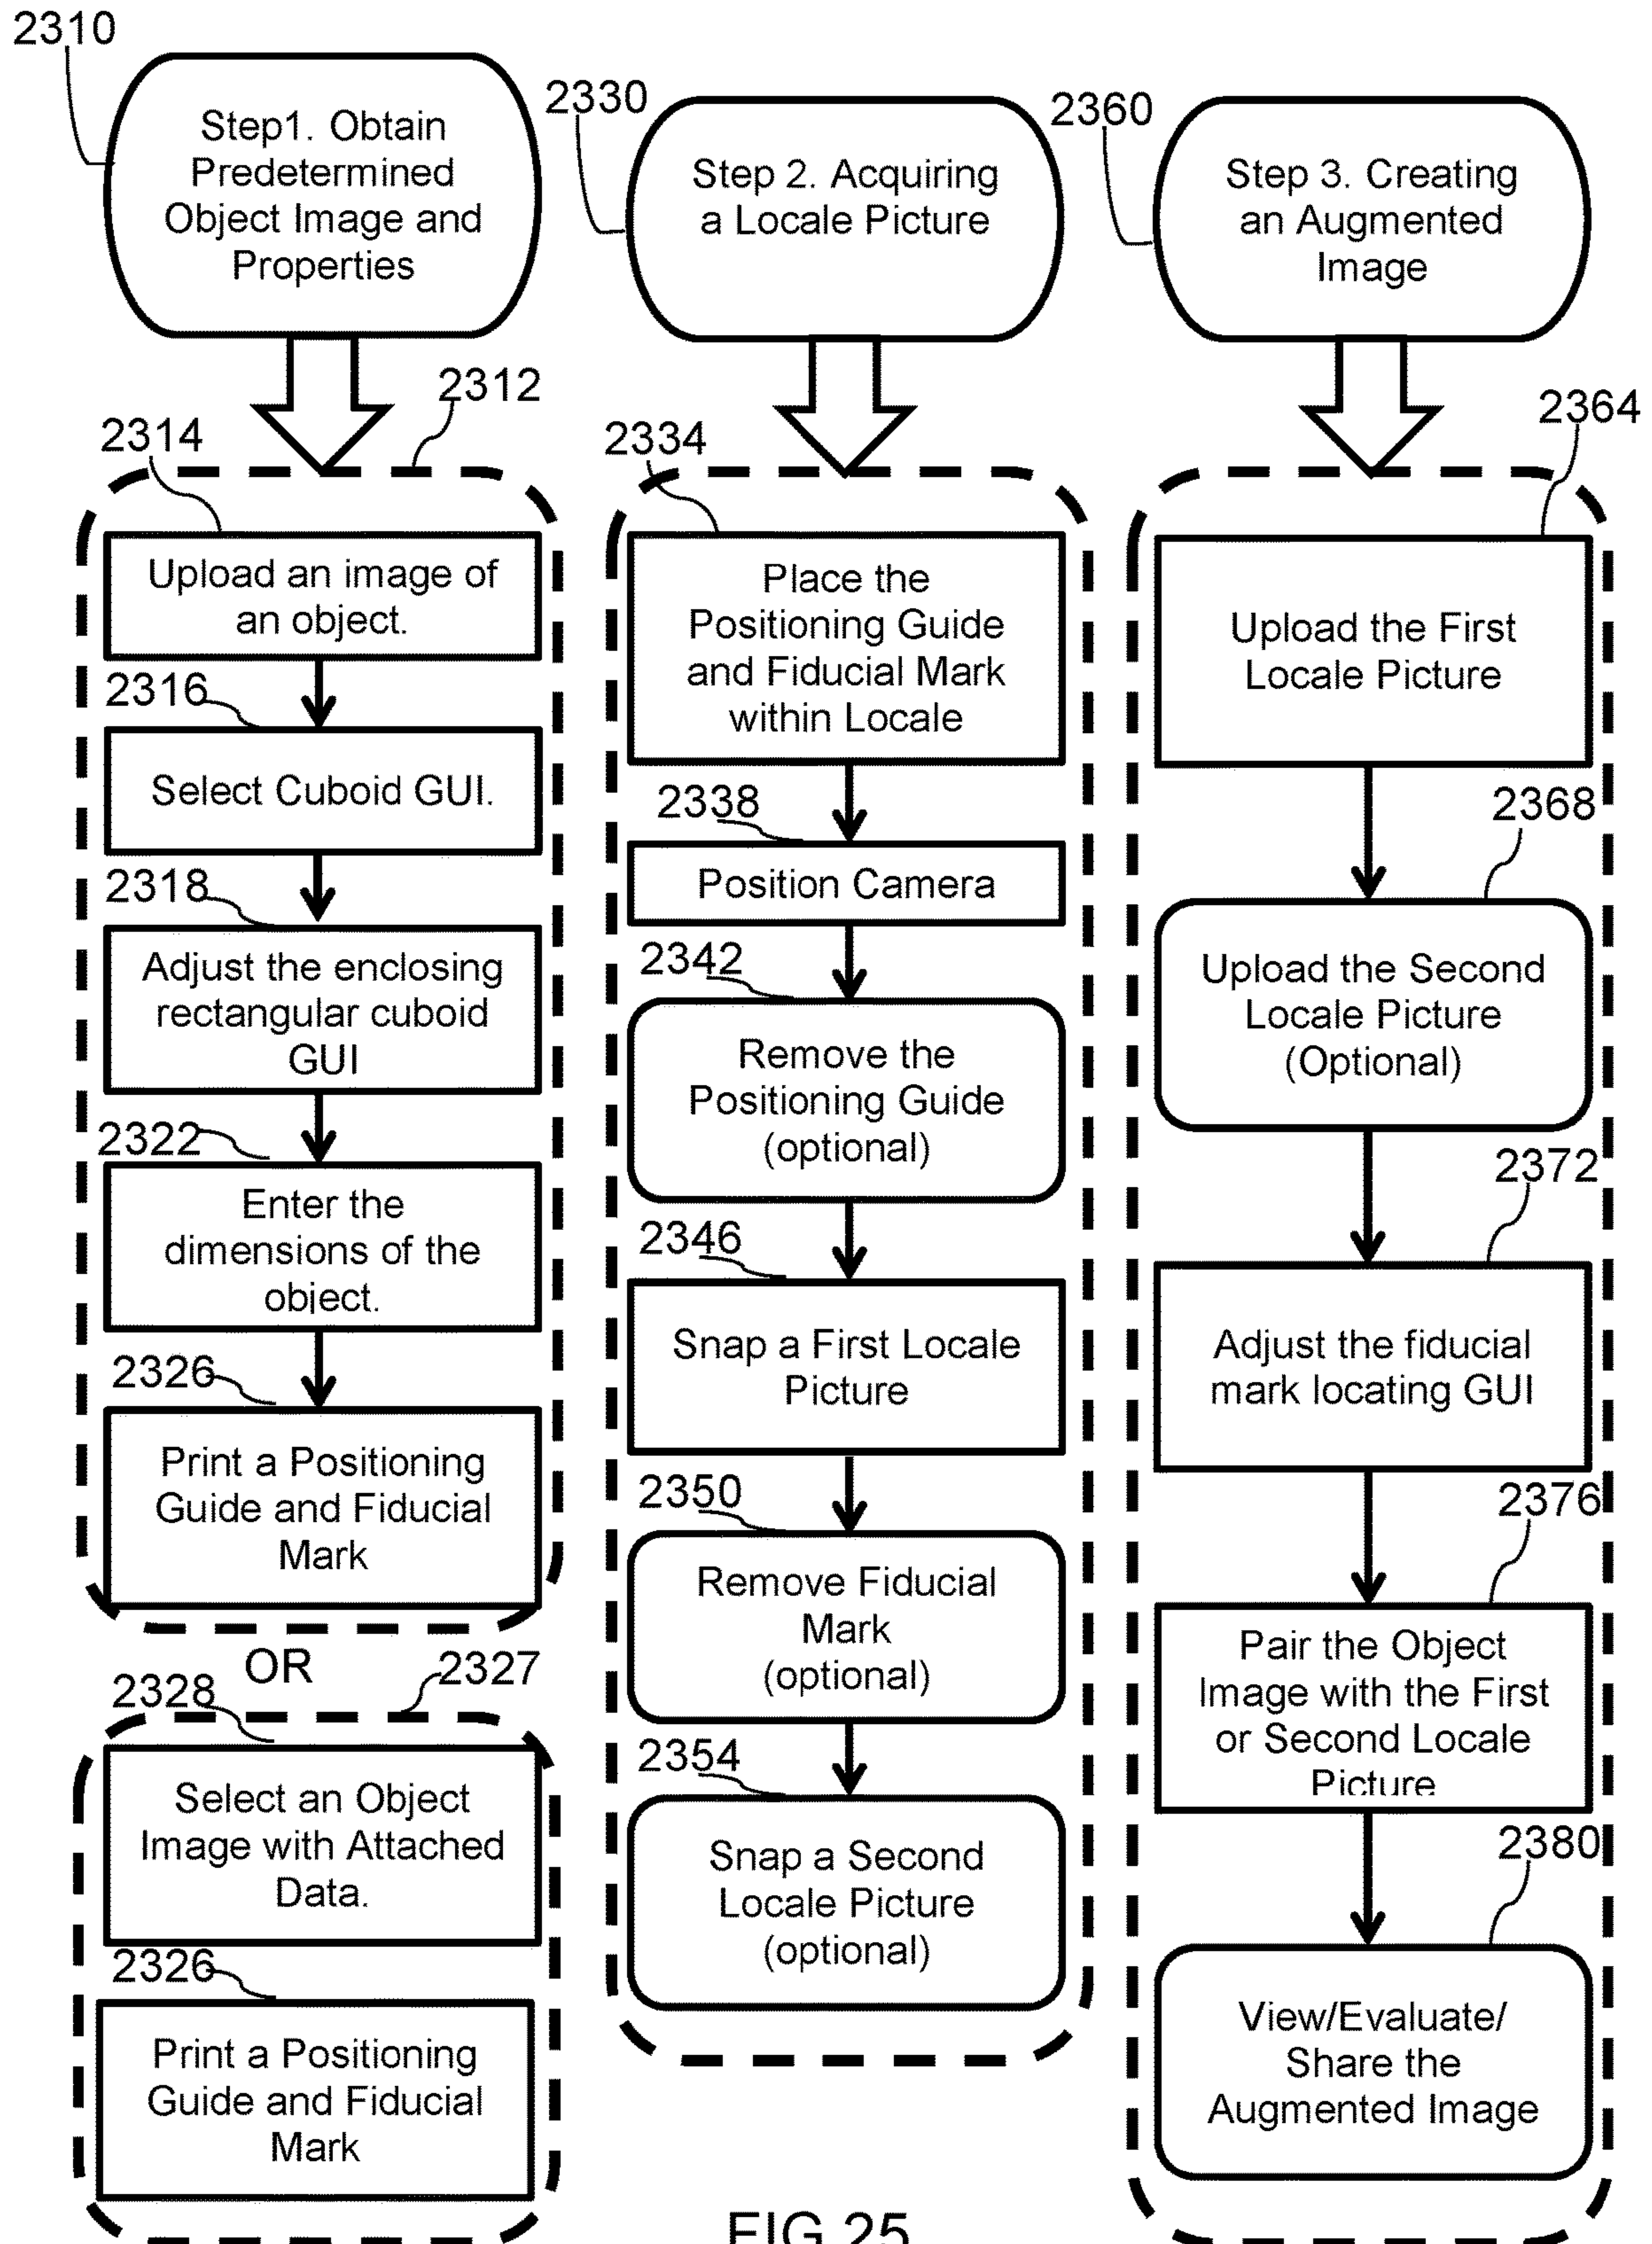 2310
Step1. Obtain
Predetermined
Object Image and
Properties
2312
2314
Upload an image of
an object.
2316
Select Cuboid GUI.
2318
Adjust the enclosing
rectangular cuboid
GUI
2322
Enter the
dimensions of the
object.
2326
Print a Positioning
Guide and Fiducial
Mark
OR
2327
2328
Select an Object
Image with Attached
Data.
2326
Print a Positioning
Guide and Fiducial
Mark
2330
Step 2. Acquiring
a Locale Picture
2334
Place the
Positioning Guide
and Fiducial Mark
within Locale
2338
Position Camera
2342
Remove the
Positioning Guide
(optional)
2346
Snap a First Locale
Picture
2350
Remove Fiducial
Mark
(optional)
2354
Snap a Second
Locale Picture
(optional)
2360
Step 3. Creating
an Augmented
Image
2364
Upload the First
Locale Picture
2368
Upload the Second
Locale Picture
(Optional)
2372
Adjust the fiducial
mark locating GUI
2376
Pair the Object
Image with the First
or Second Locale
Picture
2380
View/Evaluate/
Share the
Augmented Image
FIG 25